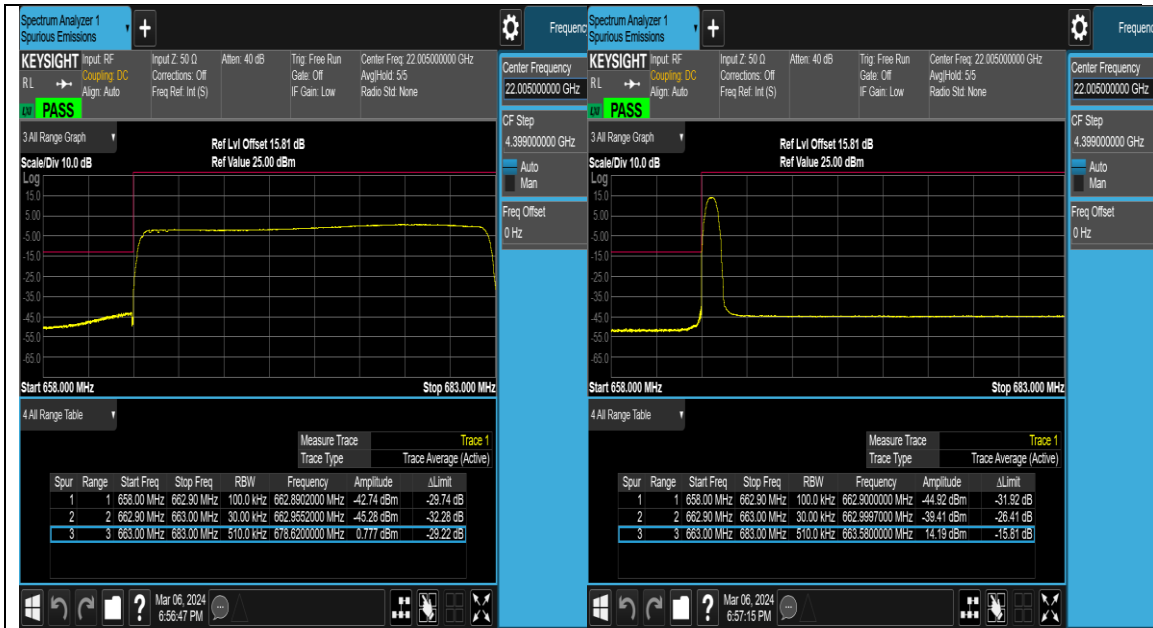 Spectrum Analyzer 1
Spurious Emissions
+
Frequenc
KEYSIGHT Input: RF Input Z: 50 Ω Atten: 40 dB Trig: Free Run Center Freq: 22.005000000 GHz
RL Coupling: DC Corrections: Off Gate: Off Avg|Hold: 5/5
Align: Auto Freq Ref: Int (S) IF Gain: Low Radio Std: None
LNI PASS
Center Frequency
22.005000000 GHz
CF Step
4.399000000 GHz
Auto
Man
Freq Offset
0 Hz
3 All Range Graph
Ref Lvl Offset 15.81 dB
Scale/Div 10.0 dB Ref Value 25.00 dBm
Log
15.0
5.00
-5.00
-15.0
-25.0
-35.0
-45.0
-55.0
-65.0
Start 658.000 MHz Stop 683.000 MHz
4 All Range Table
Measure Trace Trace 1
Trace Type Trace Average (Active)
Spur Range Start Freq Stop Freq RBW Frequency Amplitude ΔLimit
1 1 658.00 MHz 662.90 MHz 100.0 kHz 662.8902000 MHz -42.74 dBm -29.74 dB
2 2 662.90 MHz 663.00 MHz 30.00 kHz 662.9552000 MHz -45.28 dBm -32.28 dB
3 3 663.00 MHz 683.00 MHz 510.0 kHz 678.6200000 MHz 0.777 dBm -29.22 dB
?
Mar 06, 2024
6:56:47 PM
Spectrum Analyzer 1
Spurious Emissions
+
Frequenc
KEYSIGHT Input: RF Input Z: 50 Ω Atten: 40 dB Trig: Free Run Center Freq: 22.005000000 GHz
RL Coupling: DC Corrections: Off Gate: Off Avg|Hold: 5/5
Align: Auto Freq Ref: Int (S) IF Gain: Low Radio Std: None
LNI PASS
Center Frequency
22.005000000 GHz
CF Step
4.399000000 GHz
Auto
Man
Freq Offset
0 Hz
3 All Range Graph
Ref Lvl Offset 15.81 dB
Scale/Div 10.0 dB Ref Value 25.00 dBm
Log
15.0
5.00
-5.00
-15.0
-25.0
-35.0
-45.0
-55.0
-65.0
Start 658.000 MHz Stop 683.000 MHz
4 All Range Table
Measure Trace Trace 1
Trace Type Trace Average (Active)
Spur Range Start Freq Stop Freq RBW Frequency Amplitude ΔLimit
1 1 658.00 MHz 662.90 MHz 100.0 kHz 662.9000000 MHz -44.92 dBm -31.92 dB
2 2 662.90 MHz 663.00 MHz 30.00 kHz 662.9997000 MHz -39.41 dBm -26.41 dB
3 3 663.00 MHz 683.00 MHz 510.0 kHz 663.5800000 MHz 14.19 dBm -15.81 dB
?
Mar 06, 2024
6:57:15 PM